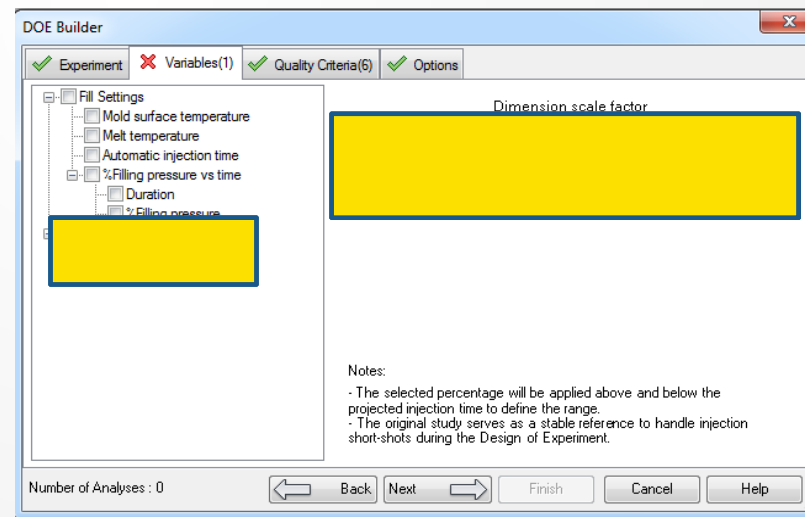 DOE Builder
Experiment
Variables(1)
Quality Criteria(6)
Options
Fill Settings
Mold surface temperature
Melt temperature
Automatic injection time
%Filling pressure vs time
Duration
%Filling pressure
Dimension scale factor
Notes:
- The selected percentage will be applied above and below the
projected injection time to define the range.
- The original study serves as a stable reference to handle injection
short-shots during the Design of Experiment.
Number of Analyses : 0
Back
Next
Finish
Cancel
Help